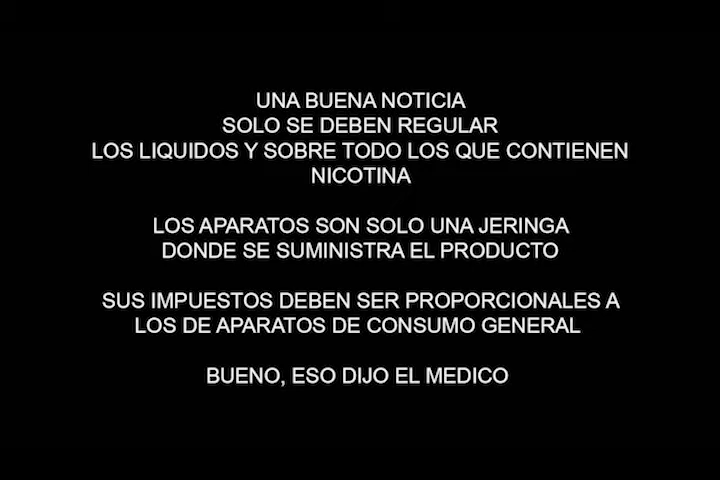 UNA BUENA NOTICIA
SOLO SE DEBEN REGULAR
LOS LIQUIDOS Y SOBRE TODO LOS QUE CONTIENEN
NICOTINA
LOS APARATOS SON SOLO UNA JERINGA
DONDE SE SUMINISTRA EL PRODUCTO
SUS IMPUESTOS DEBEN SER PROPORCIONALES A
LOS DE APARATOS DE CONSUMO GENERAL
BUENO, ESO DIJO EL MEDICO